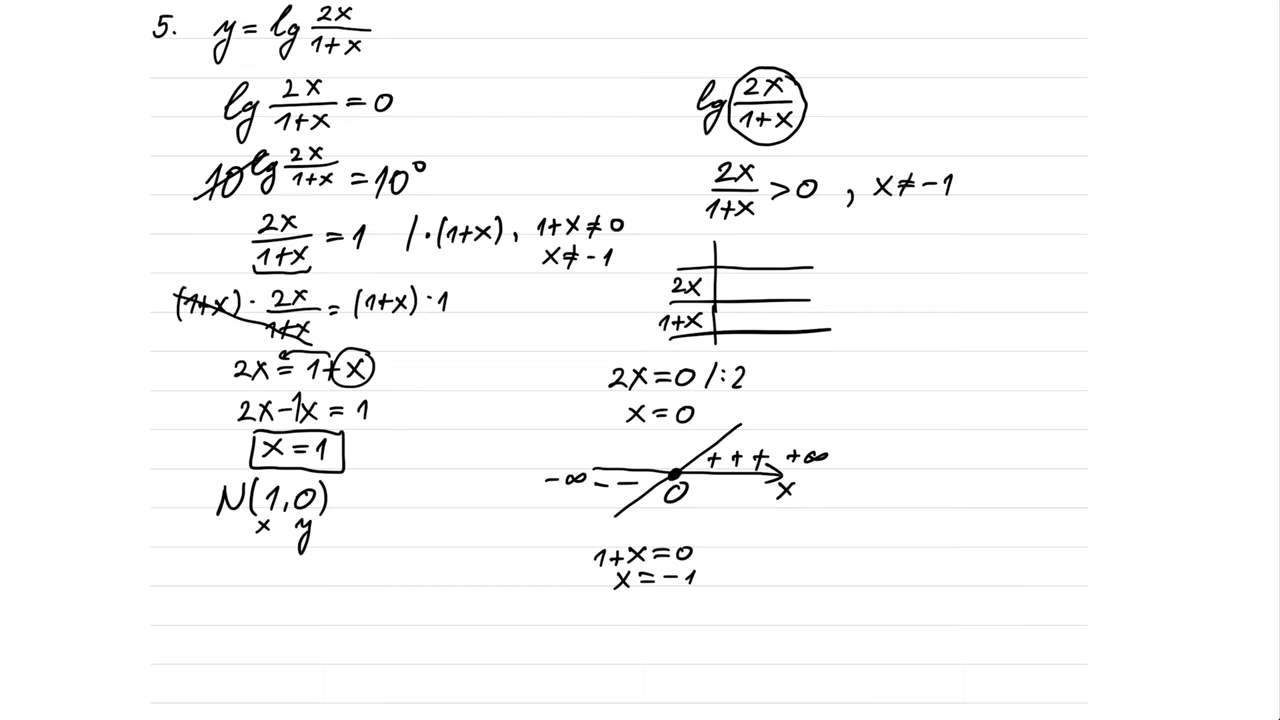 5. y = lg 2x/1+x
lg 2x/1+x = 0
10^lg 2x/1+x = 10^0
2x/1+x = 1 /·(1+x), 1+x ≠ 0
x ≠ -1
(1+x) · 2x/1+x = (1+x) · 1
2x = 1+x
2x-1x = 1
x = 1
N(1,0)
x y
lg 2x/1+x
2x/1+x > 0 , x ≠ -1
2x
1+x
2x = 0 /:2
x = 0
+ + + +∞
-∞ - - 0 x
1+x = 0
x = -1